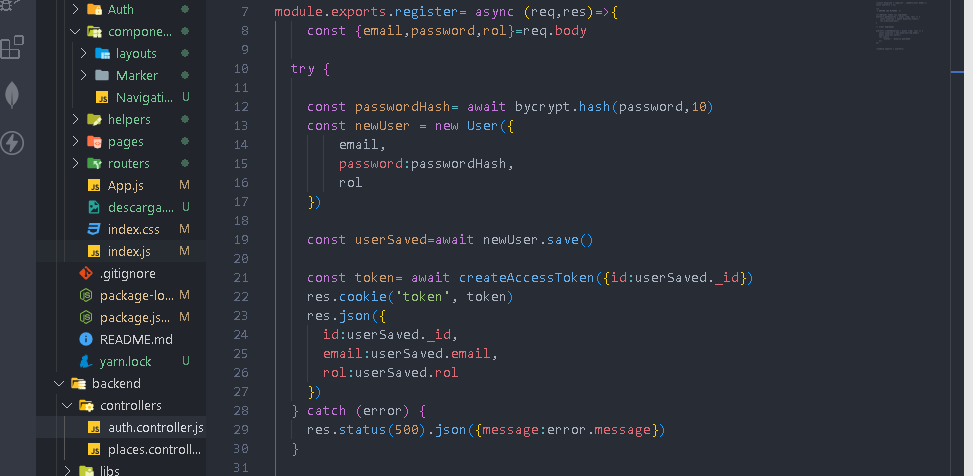 Auth
compone...
layouts
Marker
Navigati... U
helpers
pages
routers
App.js M
descarga.... U
index.css M
index.js M
.gitignore
package-lo... M
package.js... M
README.md
yarn.lock U
backend
controllers
auth.controller.js
places.controll...
libs
7 module.exports.register= async (req,res)=>{
8 const {email,password,rol}=req.body
9
10 try {
11
12 const passwordHash= await bycrypt.hash(password,10)
13 const newUser = new User({
14 email,
15 password:passwordHash,
16 rol
17 })
18
19 const userSaved=await newUser.save()
20
21 const token= await createAccessToken({id:userSaved._id})
22 res.cookie('token', token)
23 res.json({
24 id:userSaved._id,
25 email:userSaved.email,
26 rol:userSaved.rol
27 })
28 } catch (error) {
29 res.status(500).json({message:error.message})
30 }
31